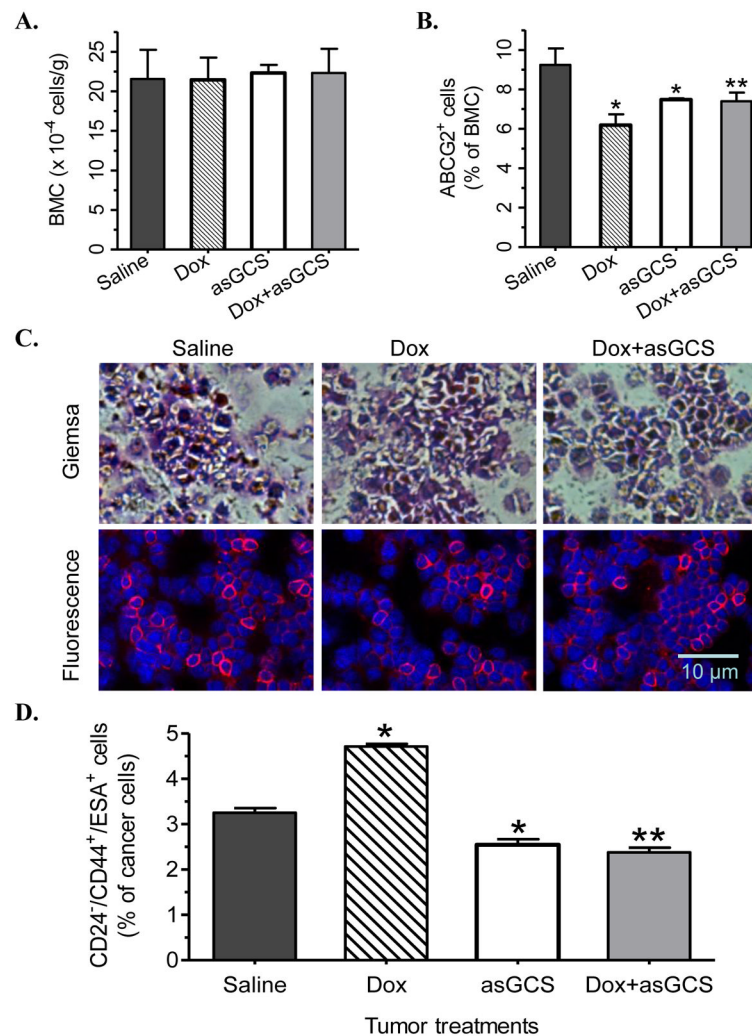 A.
BMC (x 10⁻⁴ cells/g)
25
20
15
10
5
0
Saline
Dox
asGCS
Dox+asGCS
B.
ABCG2⁺ cells
(% of BMC)
10
8
6
4
2
0
*
*
**
Saline
Dox
asGCS
Dox+asGCS
C.
Saline
Dox
Dox+asGCS
Giemsa
Fluorescence
10 µm
D.
CD24⁻/CD44⁺/ESA⁺ cells
(% of cancer cells)
5
4
3
2
1
0
*
*
**
Saline
Dox
asGCS
Dox+asGCS
Tumor treatments